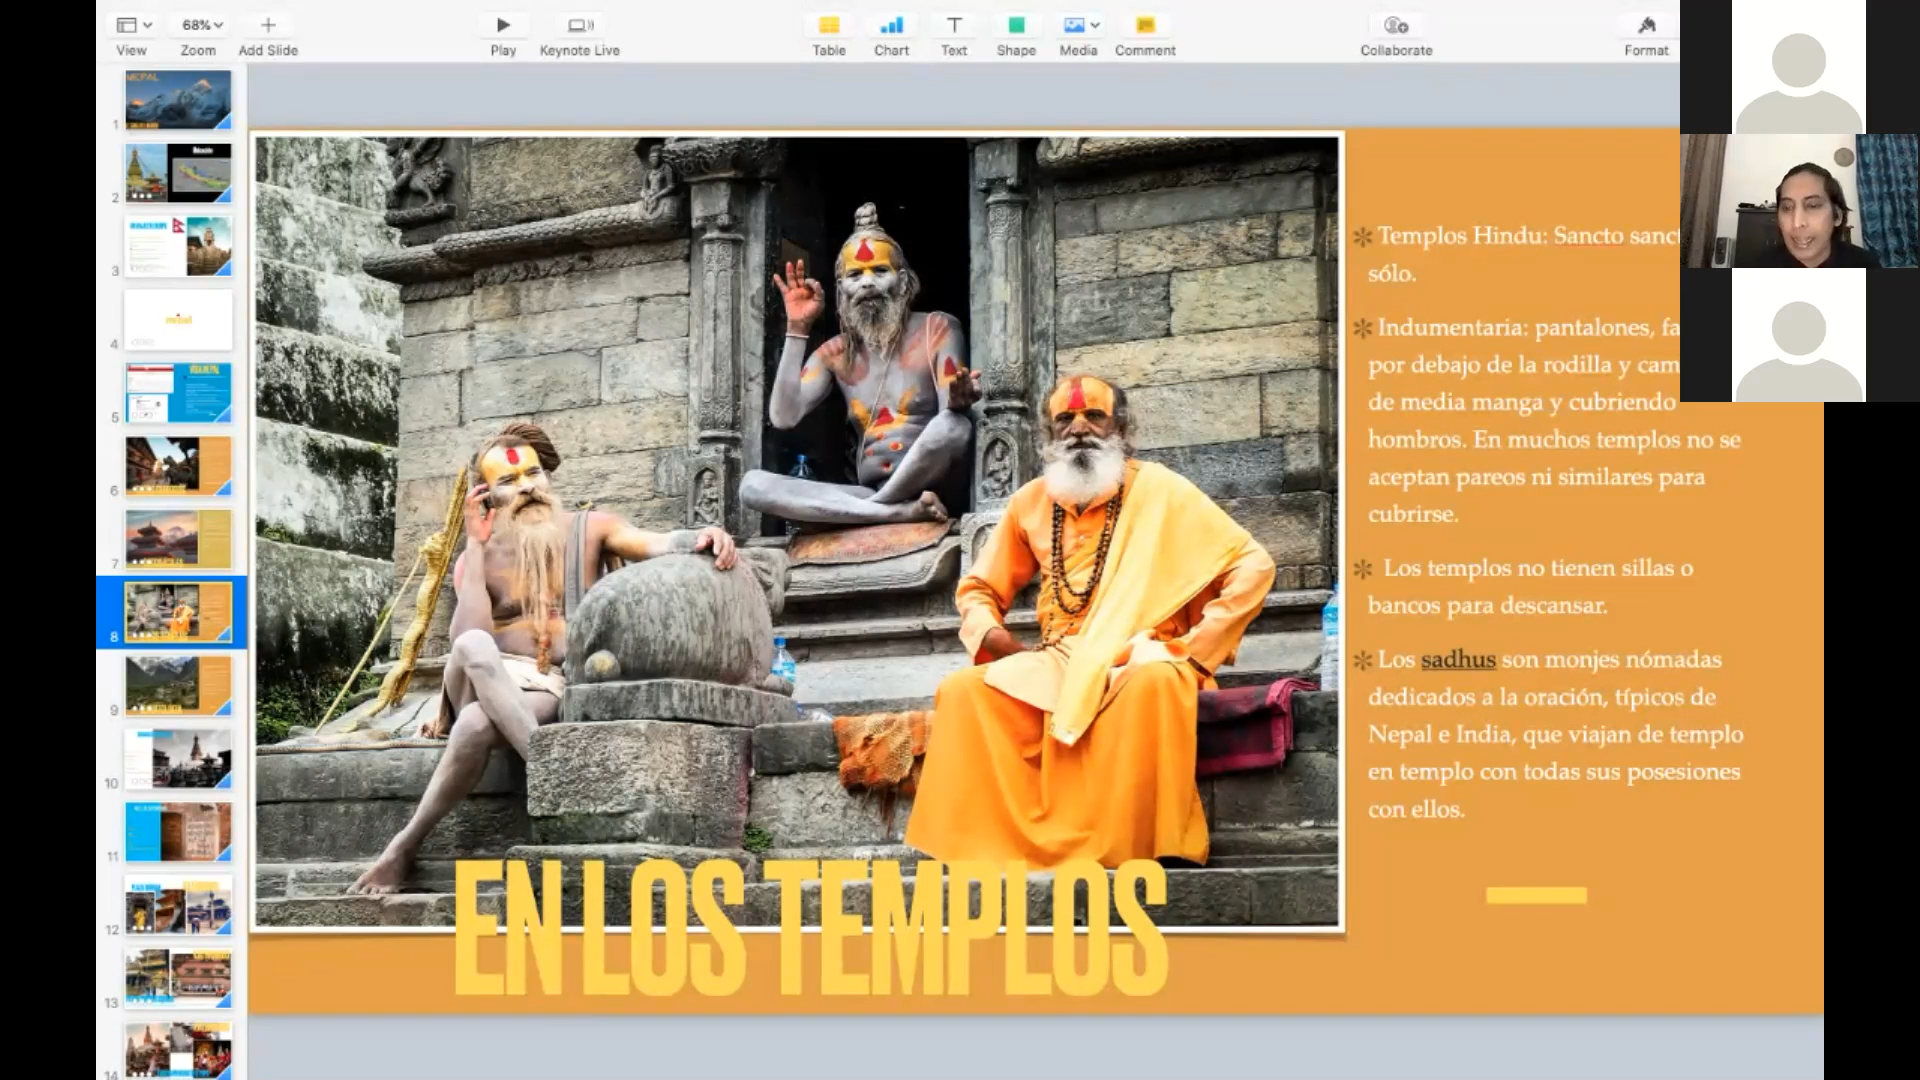 View
68%
Zoom
Add Slide
Play
Keynote Live
Table
Chart
Text
Shape
Media
Comment
Collaborate
Format
NEPAL
1
2
3
4
nepal
5
6
7
8
9
10
11
12
13
14
✼ Templos Hindu: Sancto
sólo.
✼ Indumentaria: pantalones,
por debajo de la rodilla y
de media manga y cubriendo
hombros. En muchos templos no se
aceptan pareos ni similares para
cubrirse.
✼ Los templos no tienen sillas o
bancos para descansar.
✼ Los sadhus son monjes nómadas
dedicados a la oración, típicos de
Nepal e India, que viajan de templo
en templo con todas sus posesiones
con ellos.
EN LOS TEMPLOS